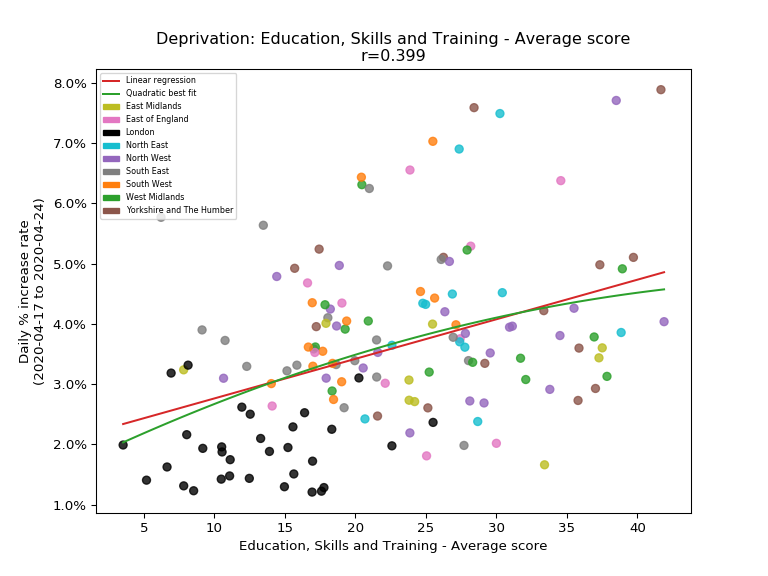 Deprivation: Education, Skills and Training - Average score
r=0.399
Daily % increase rate
(2020-04-17 to 2020-04-24)
8.0%
7.0%
6.0%
5.0%
4.0%
3.0%
2.0%
1.0%
Linear regression
Quadratic best fit
East Midlands
East of England
London
North East
North West
South East
South West
West Midlands
Yorkshire and The Humber
5 10 15 20 25 30 35 40
Education, Skills and Training - Average score